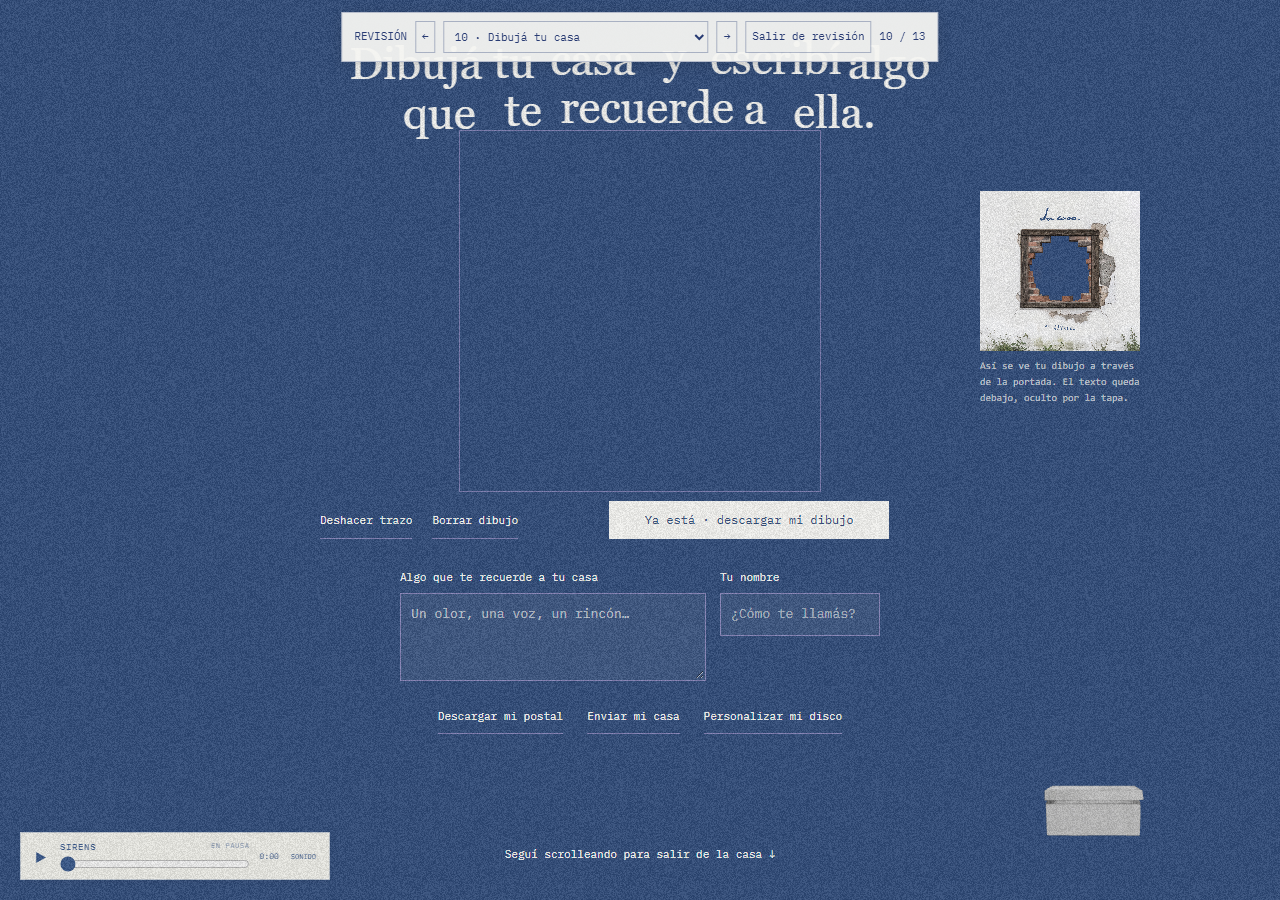 REVISIÓN ← 10 · Dibujá tu casa → Salir de revisión 10 / 13
Dibujá tu casa y escribí algo
que te recuerde a ella.
Así se ve tu dibujo a través
de la portada. El texto queda
debajo, oculto por la tapa.
Deshacer trazo Borrar dibujo Ya está · descargar mi dibujo
Algo que te recuerde a tu casa Tu nombre
Un olor, una voz, un rincón… ¿Cómo te llamás?
Descargar mi postal Enviar mi casa Personalizar mi disco
SIRENS EN PAUSA
0:00 SONIDO
Seguí scrolleando para salir de la casa ↓